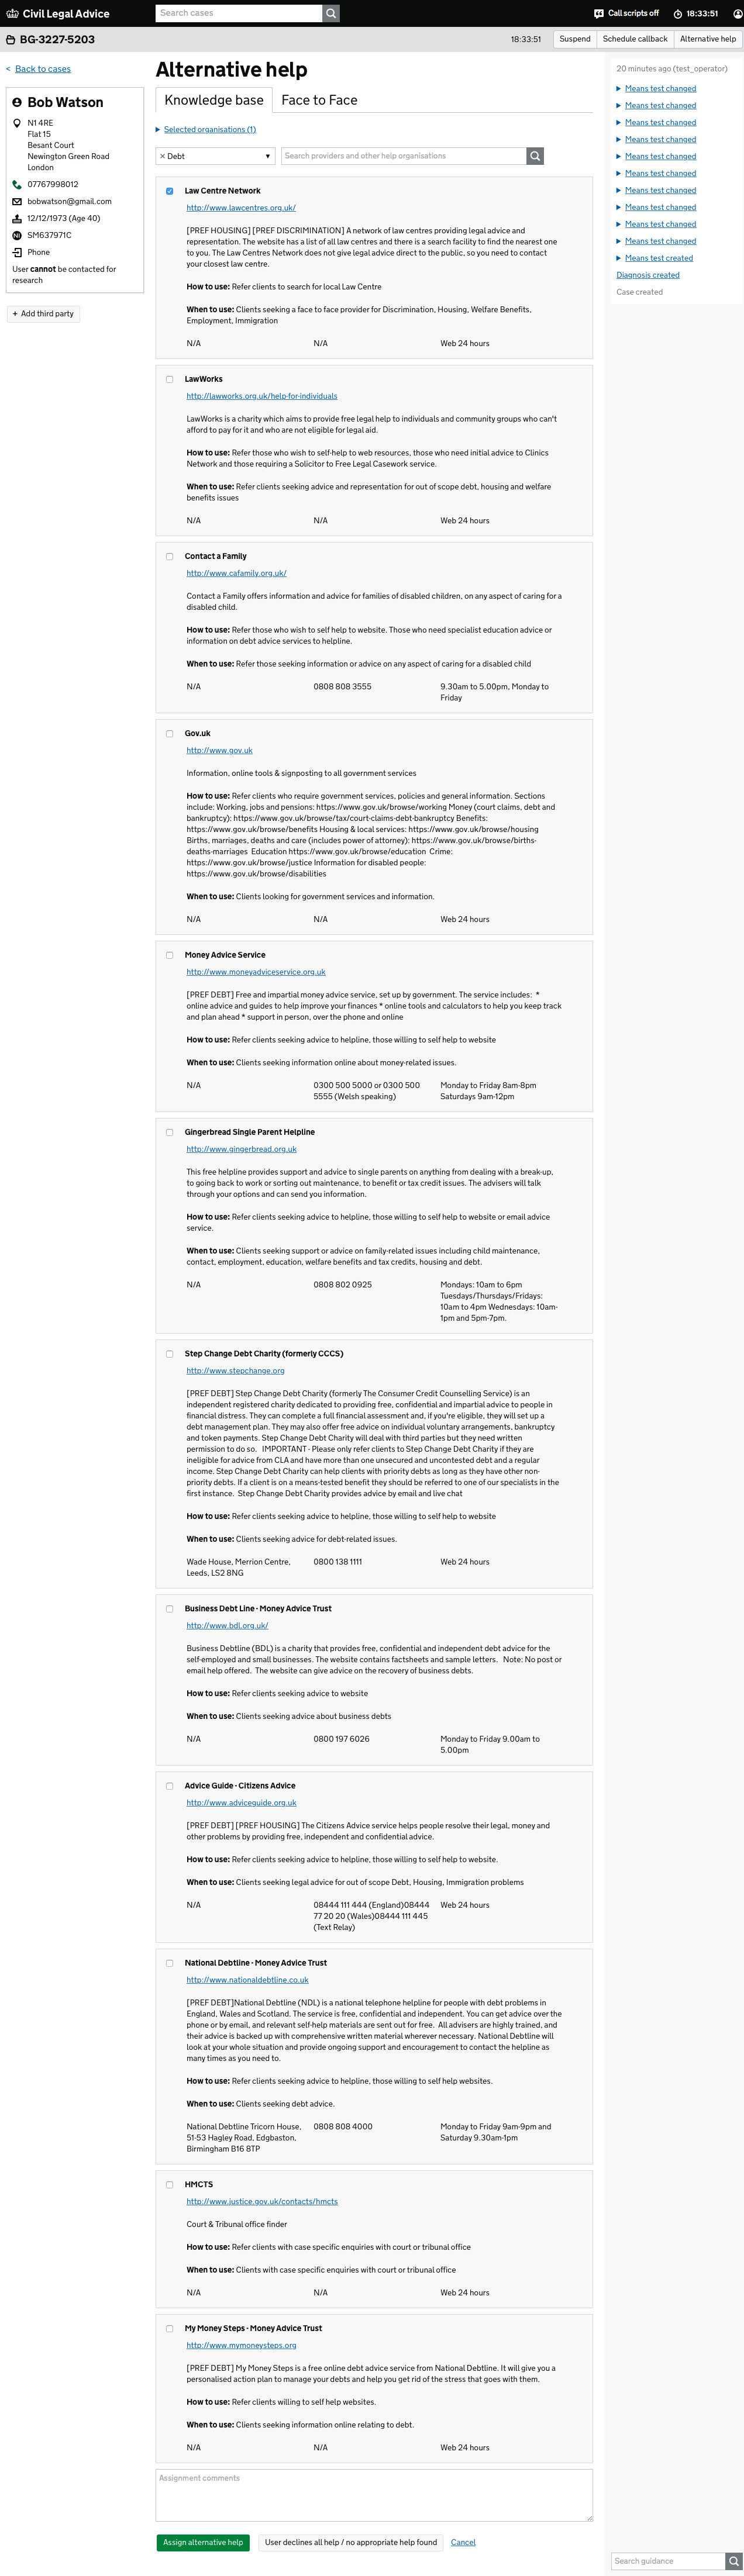 Civil Legal Advice
Search cases
Call scripts off
18:33:51
BG-3227-5203
18:33:51
Suspend
Schedule callback
Alternative help
< Back to cases
Bob Watson
N1 4RE
Flat 15
Besant Court
Newington Green Road
London
07767998012
bobwatson@gmail.com
12/12/1973 (Age 40)
SM637971C
Phone
User cannot be contacted for
research
+ Add third party
Alternative help
Knowledge base
Face to Face
Selected organisations (1)
× Debt
Search providers and other help organisations
Law Centre Network
http://www.lawcentres.org.uk/
[PREF HOUSING] [PREF DISCRIMINATION] A network of law centres providing legal advice and
representation. The website has a list of all law centres and there is a search facility to find the nearest one
to you. The Law Centres Network does not give legal advice direct to the public, so you need to contact
your closest law centre.
How to use: Refer clients to search for local Law Centre
When to use: Clients seeking a face to face provider for Discrimination, Housing, Welfare Benefits,
Employment, Immigration
N/A N/A Web 24 hours
LawWorks
http://lawworks.org.uk/help-for-individuals
LawWorks is a charity which aims to provide free legal help to individuals and community groups who can't
afford to pay for it and who are not eligible for legal aid.
How to use: Refer those who wish to self-help to web resources, those who need initial advice to Clinics
Network and those requiring a Solicitor to Free Legal Casework service.
When to use: Refer clients seeking advice and representation for out of scope debt, housing and welfare
benefits issues
N/A N/A Web 24 hours
Contact a Family
http://www.cafamily.org.uk/
Contact a Family offers information and advice for families of disabled children, on any aspect of caring for a
disabled child.
How to use: Refer those who wish to self help to website. Those who need specialist education advice or
information on debt advice services to helpline.
When to use: Refer those seeking information or advice on any aspect of caring for a disabled child
N/A 0808 808 3555 9.30am to 5.00pm, Monday to
Friday
Gov.uk
http://www.gov.uk
Information, online tools & signposting to all government services
How to use: Refer clients who require government services, policies and general information. Sections
include: Working, jobs and pensions: https://www.gov.uk/browse/working Money (court claims, debt and
bankruptcy): https://www.gov.uk/browse/tax/court-claims-debt-bankruptcy Benefits:
https://www.gov.uk/browse/benefits Housing & local services: https://www.gov.uk/browse/housing
Births, marriages, deaths and care (includes power of attorney): https://www.gov.uk/browse/births-
deaths-marriages Education https://www.gov.uk/browse/education Crime:
https://www.gov.uk/browse/justice Information for disabled people:
https://www.gov.uk/browse/disabilities
When to use: Clients looking for government services and information.
N/A N/A Web 24 hours
Money Advice Service
http://www.moneyadviceservice.org.uk
[PREF DEBT] Free and impartial money advice service, set up by government. The service includes: *
online advice and guides to help improve your finances * online tools and calculators to help you keep track
and plan ahead * support in person, over the phone and online
How to use: Refer clients seeking advice to helpline, those willing to self help to website
When to use: Clients seeking information online about money-related issues.
N/A 0300 500 5000 or 0300 500 Monday to Friday 8am-8pm
5555 (Welsh speaking) Saturdays 9am-12pm
Gingerbread Single Parent Helpline
http://www.gingerbread.org.uk
This free helpline provides support and advice to single parents on anything from dealing with a break-up,
to going back to work or sorting out maintenance, to benefit or tax credit issues. The advisers will talk
through your options and can send you information.
How to use: Refer clients seeking advice to helpline, those willing to self help to website or email advice
service.
When to use: Clients seeking support or advice on family-related issues including child maintenance,
contact, employment, education, welfare benefits and tax credits, housing and debt.
N/A 0808 802 0925 Mondays: 10am to 6pm
Tuesdays/Thursdays/Fridays:
10am to 4pm Wednesdays: 10am-
1pm and 5pm-7pm.
Step Change Debt Charity (formerly CCCS)
http://www.stepchange.org
[PREF DEBT] Step Change Debt Charity (formerly The Consumer Credit Counselling Service) is an
independent registered charity dedicated to providing free, confidential and impartial advice to people in
financial distress. They can complete a full financial assessment and, if you're eligible, they will set up a
debt management plan. They may also offer free advice on individual voluntary arrangements, bankruptcy
and token payments. Step Change Debt Charity will deal with third parties but they need written
permission to do so. IMPORTANT - Please only refer clients to Step Change Debt Charity if they are
ineligible for advice from CLA and have more than one unsecured and uncontested debt and a regular
income. Step Change Debt Charity can help clients with priority debts as long as they have other non-
priority debts. If a client is on a means-tested benefit they should be referred to one of our specialists in the
first instance. Step Change Debt Charity provides advice by email and live chat
How to use: Refer clients seeking advice to helpline, those willing to self help to website
When to use: Clients seeking advice for debt-related issues.
Wade House, Merrion Centre, 0800 138 1111 Web 24 hours
Leeds, LS2 8NG
Business Debt Line - Money Advice Trust
http://www.bdl.org.uk/
Business Debtline (BDL) is a charity that provides free, confidential and independent debt advice for the
self-employed and small businesses. The website contains factsheets and sample letters. Note: No post or
email help offered. The website can give advice on the recovery of business debts.
How to use: Refer clients seeking advice to website
When to use: Clients seeking advice about business debts
N/A 0800 197 6026 Monday to Friday 9.00am to
5.00pm
Advice Guide - Citizens Advice
http://www.adviceguide.org.uk
[PREF DEBT] [PREF HOUSING] The Citizens Advice service helps people resolve their legal, money and
other problems by providing free, independent and confidential advice.
How to use: Refer clients seeking advice to helpline, those willing to self help to website.
When to use: Clients seeking legal advice for out of scope Debt, Housing, Immigration problems
N/A 08444 111 444 (England)08444 Web 24 hours
77 20 20 (Wales)08444 111 445
(Text Relay)
National Debtline - Money Advice Trust
http://www.nationaldebtline.co.uk
[PREF DEBT]National Debtline (NDL) is a national telephone helpline for people with debt problems in
England, Wales and Scotland. The service is free, confidential and independent. You can get advice over the
phone or by email, and relevant self-help materials are sent out for free. All advisers are highly trained, and
their advice is backed up with comprehensive written material wherever necessary. National Debtline will
look at your whole situation and provide ongoing support and encouragement to contact the helpline as
many times as you need to.
How to use: Refer clients seeking advice to helpline, those willing to self help websites.
When to use: Clients seeking debt advice.
National Debtline Tricorn House, 0808 808 4000 Monday to Friday 9am-9pm and
51-53 Hagley Road, Edgbaston, Saturday 9.30am-1pm
Birmingham B16 8TP
HMCTS
http://www.justice.gov.uk/contacts/hmcts
Court & Tribunal office finder
How to use: Refer clients with case specific enquiries with court or tribunal office
When to use: Clients with case specific enquiries with court or tribunal office
N/A N/A Web 24 hours
My Money Steps - Money Advice Trust
http://www.mymoneysteps.org
[PREF DEBT] My Money Steps is a free online debt advice service from National Debtline. It will give you a
personalised action plan to manage your debts and help you get rid of the stress that goes with them.
How to use: Refer clients willing to self help websites.
When to use: Clients seeking information online relating to debt.
N/A N/A Web 24 hours
Assignment comments
Assign alternative help
User declines all help / no appropriate help found
Cancel
20 minutes ago (test_operator)
Means test changed
Means test changed
Means test changed
Means test changed
Means test changed
Means test changed
Means test changed
Means test changed
Means test changed
Means test changed
Means test created
Diagnosis created
Case created
Search guidance